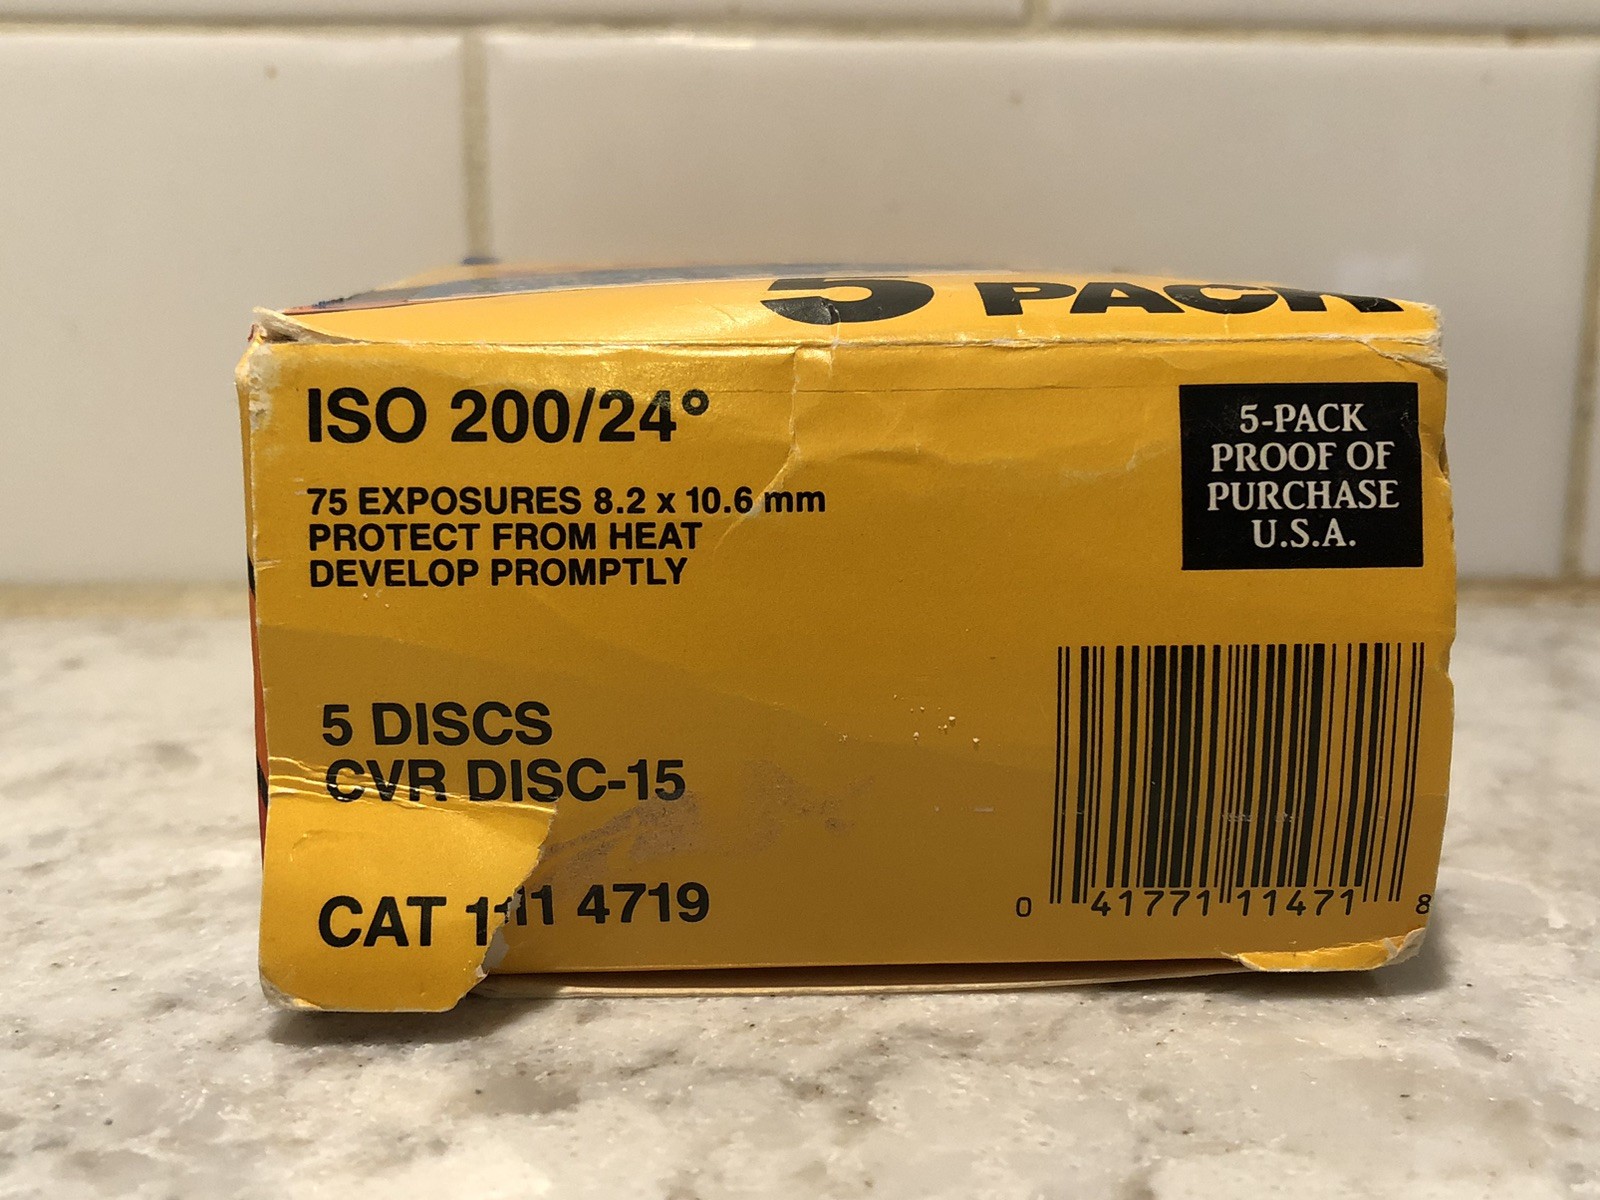 5 PACK
ISO 200/24°
75 EXPOSURES 8.2 x 10.6 mm
PROTECT FROM HEAT
DEVELOP PROMPTLY
5-PACK
PROOF OF
PURCHASE
U.S.A.
5 DISCS
CVR DISC-15
CAT 111 4719
0 41771 11471 8